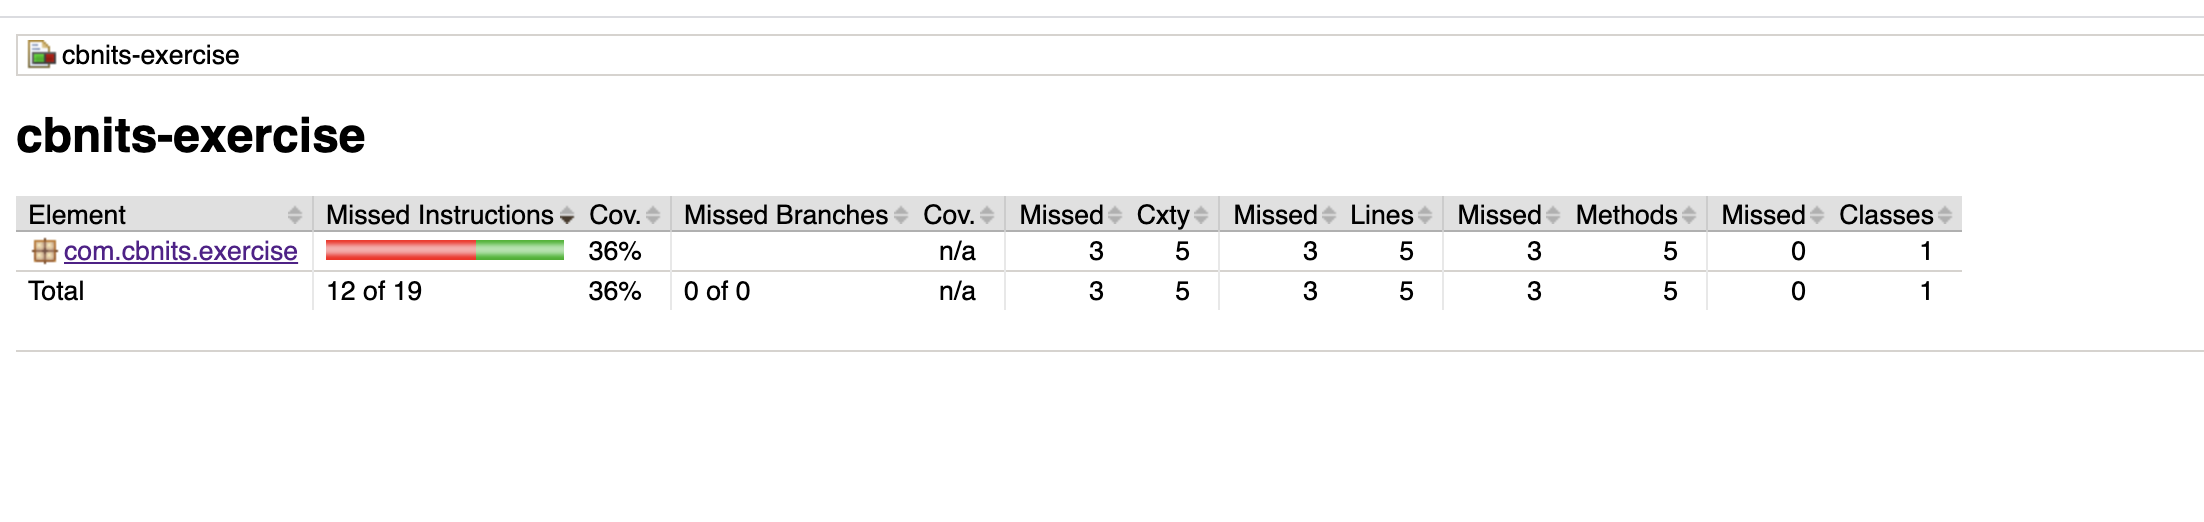 cbnits-exercise
cbnits-exercise
Element Missed Instructions Cov. Missed Branches Cov. Missed Cxty Missed Lines Missed Methods Missed Classes
com.cbnits.exercise 36% n/a 3 5 3 5 3 5 0 1
Total 12 of 19 36% 0 of 0 n/a 3 5 3 5 3 5 0 1